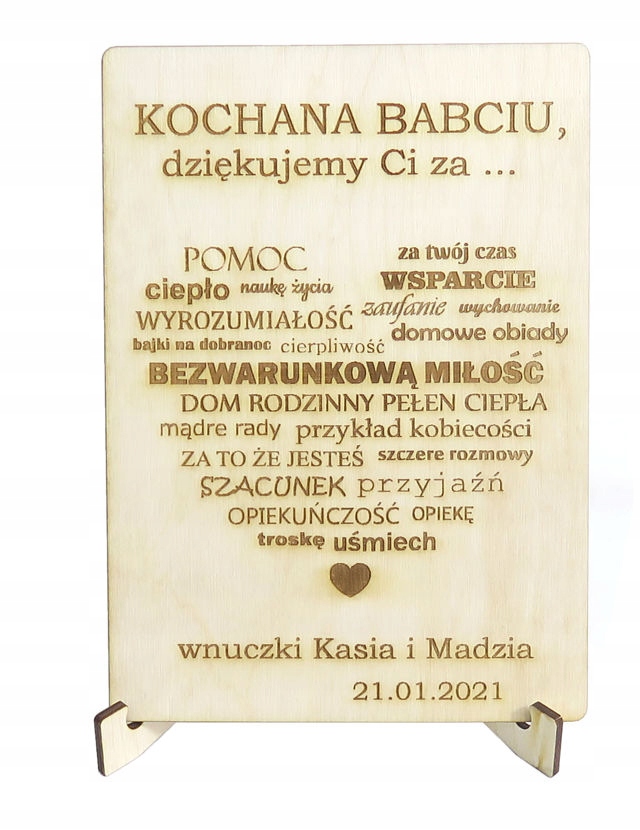 KOCHANA BABCIU,
dziękujemy Ci za ...
POMOC za twój czas
ciepło naukę życia WSPARCIE
WYROZUMIAŁOŚĆ zaufanie wychowanie
bajki na dobranoc cierpliwość domowe obiady
BEZWARUNKOWĄ MIŁOŚĆ
DOM RODZINNY PEŁEN CIEPŁA
mądre rady przykład kobiecości
ZA TO ŻE JESTEŚ szczere rozmowy
SZACUNEK przyjaźń
OPIEKUŃCZOŚĆ OPIEKĘ
troskę uśmiech
wnuczki Kasia i Madzia
21.01.2021